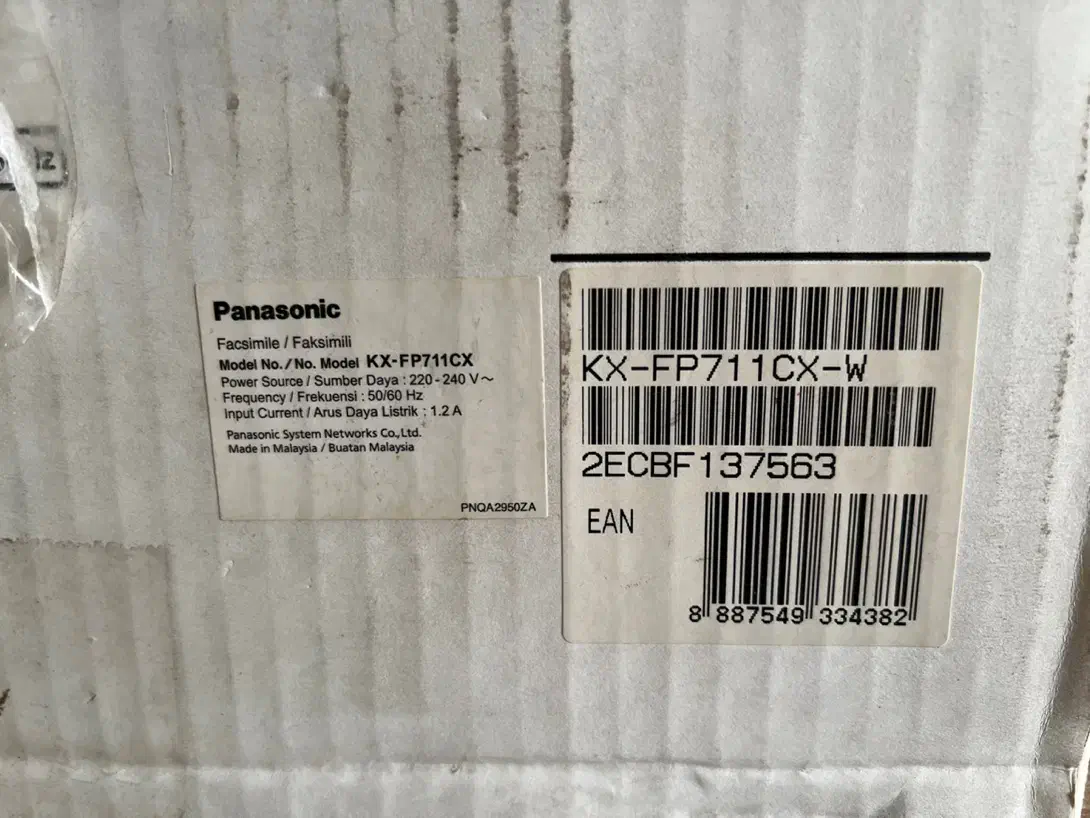 Panasonic
Facsimile / Faksimili
Model No./No. Model KX-FP711CX
Power Source / Sumber Daya : 220-240 V～
Frequency / Frekuensi : 50/60 Hz
Input Current / Arus Daya Listrik : 1.2 A
Panasonic System Networks Co.,Ltd.
Made in Malaysia / Buatan Malaysia
PNQA2950ZA
KX-FP711CX-W
2ECBF137563
EAN
8 887549 334382